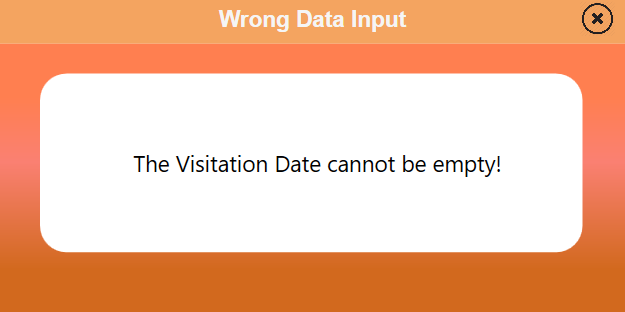 Wrong Data Input
The Visitation Date cannot be empty!